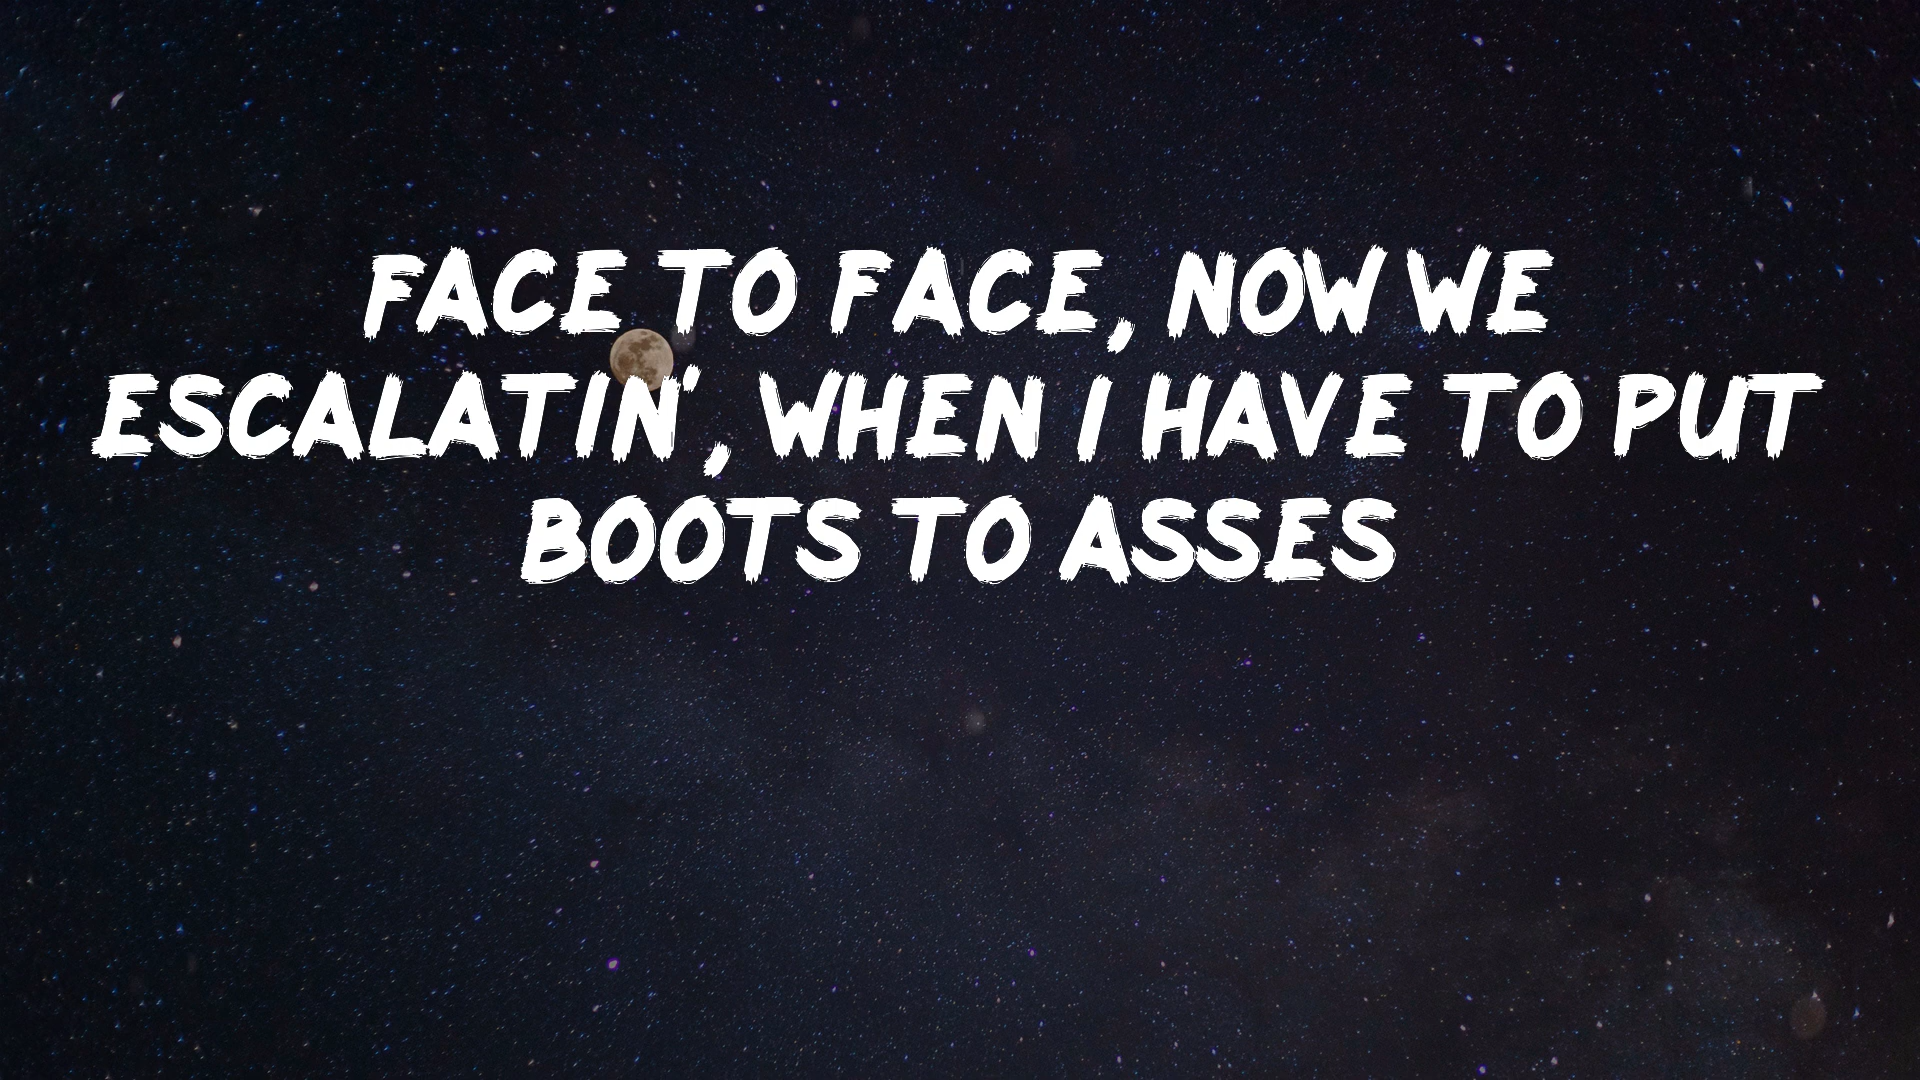 FACE TO FACE, NOW WE
ESCALATIN', WHEN I HAVE TO PUT
BOOTS TO ASSES